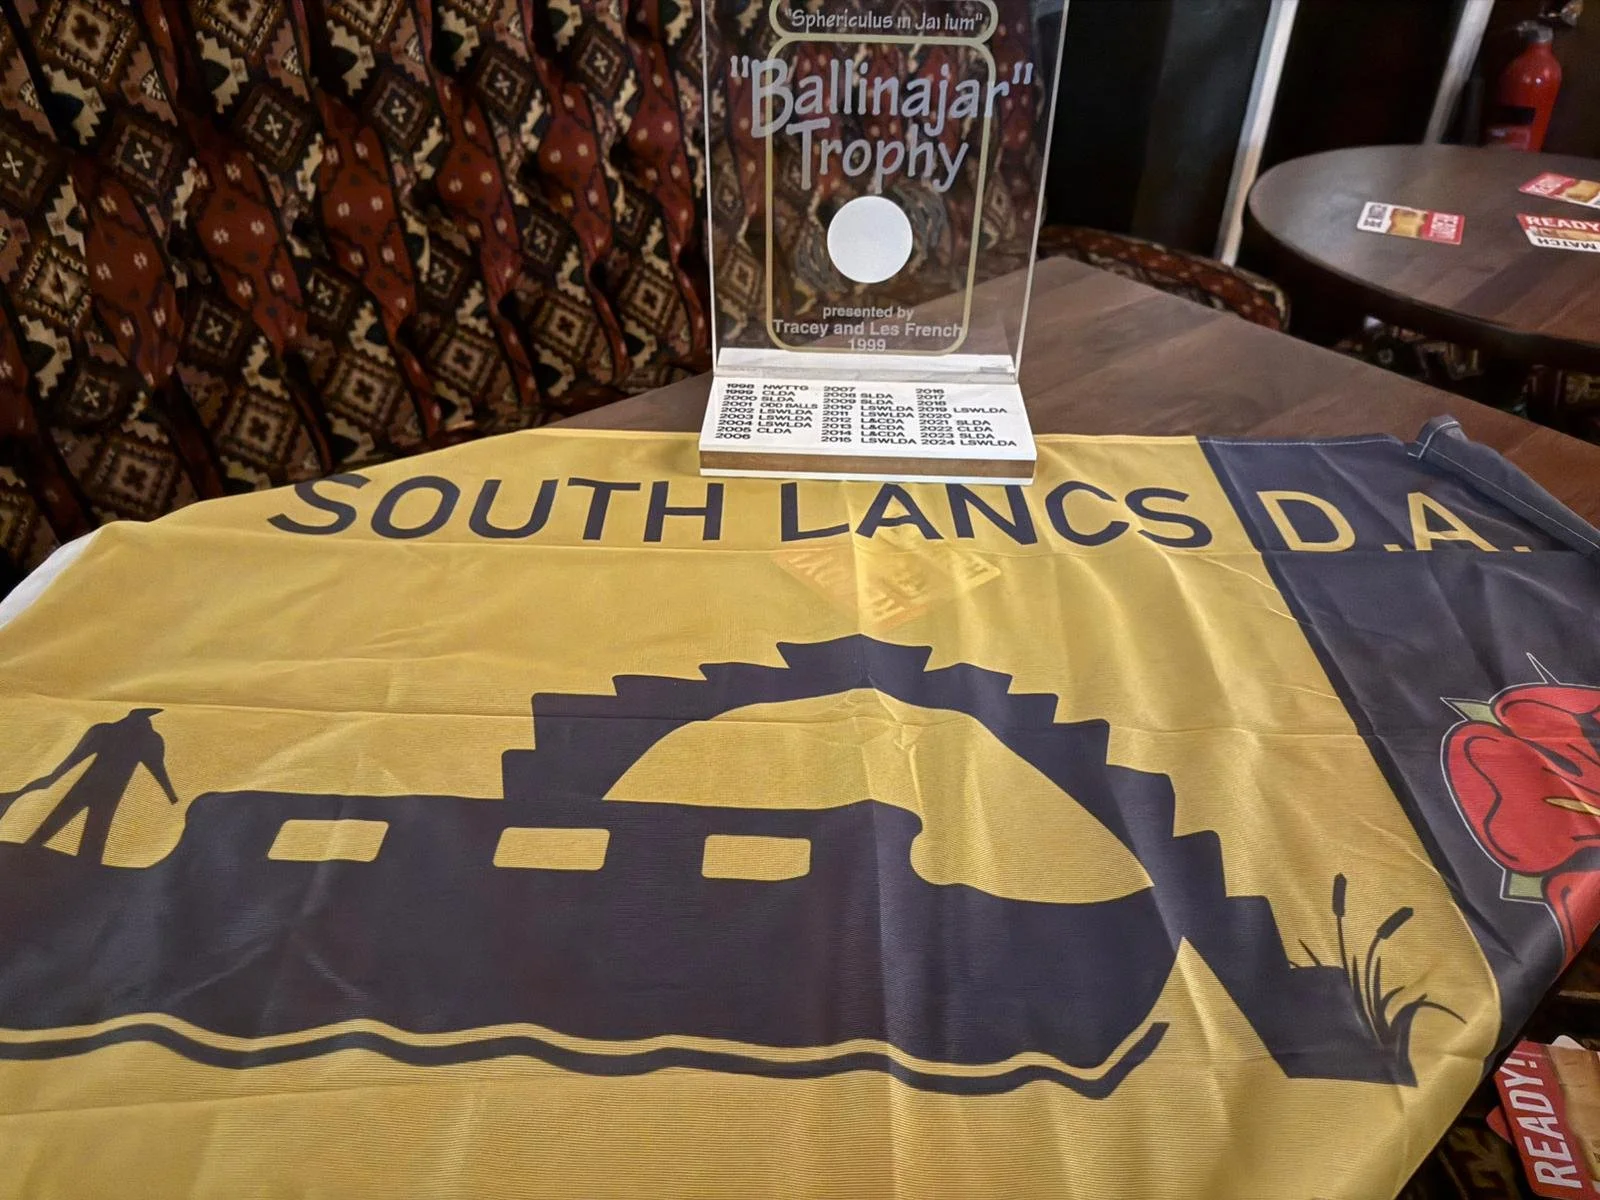 "Sphericulus in Jarium"
"Ballinajar"
Trophy
presented by
Tracey and Les French
1999
1998 NWTTG
1999 CLDA
2000 SLDA
2001 ODD BALLS
2002 LSWLDA
2003 LSWLDA
2004 LSWLDA
2005 CLDA
2006
2007
2008 SLDA
2009 SLDA
2010 LSWLDA
2011 LSWLDA
2012 L&CDA
2013 L&CDA
2014 L&CDA
2015 LSWLDA
2016
2017
2018
2019 LSWLDA
2020
2021 SLDA
2022 CLDA
2023 SLDA
2024 LSWLDA
SOUTH LANCS D.A.
READY
MATCH
READY!